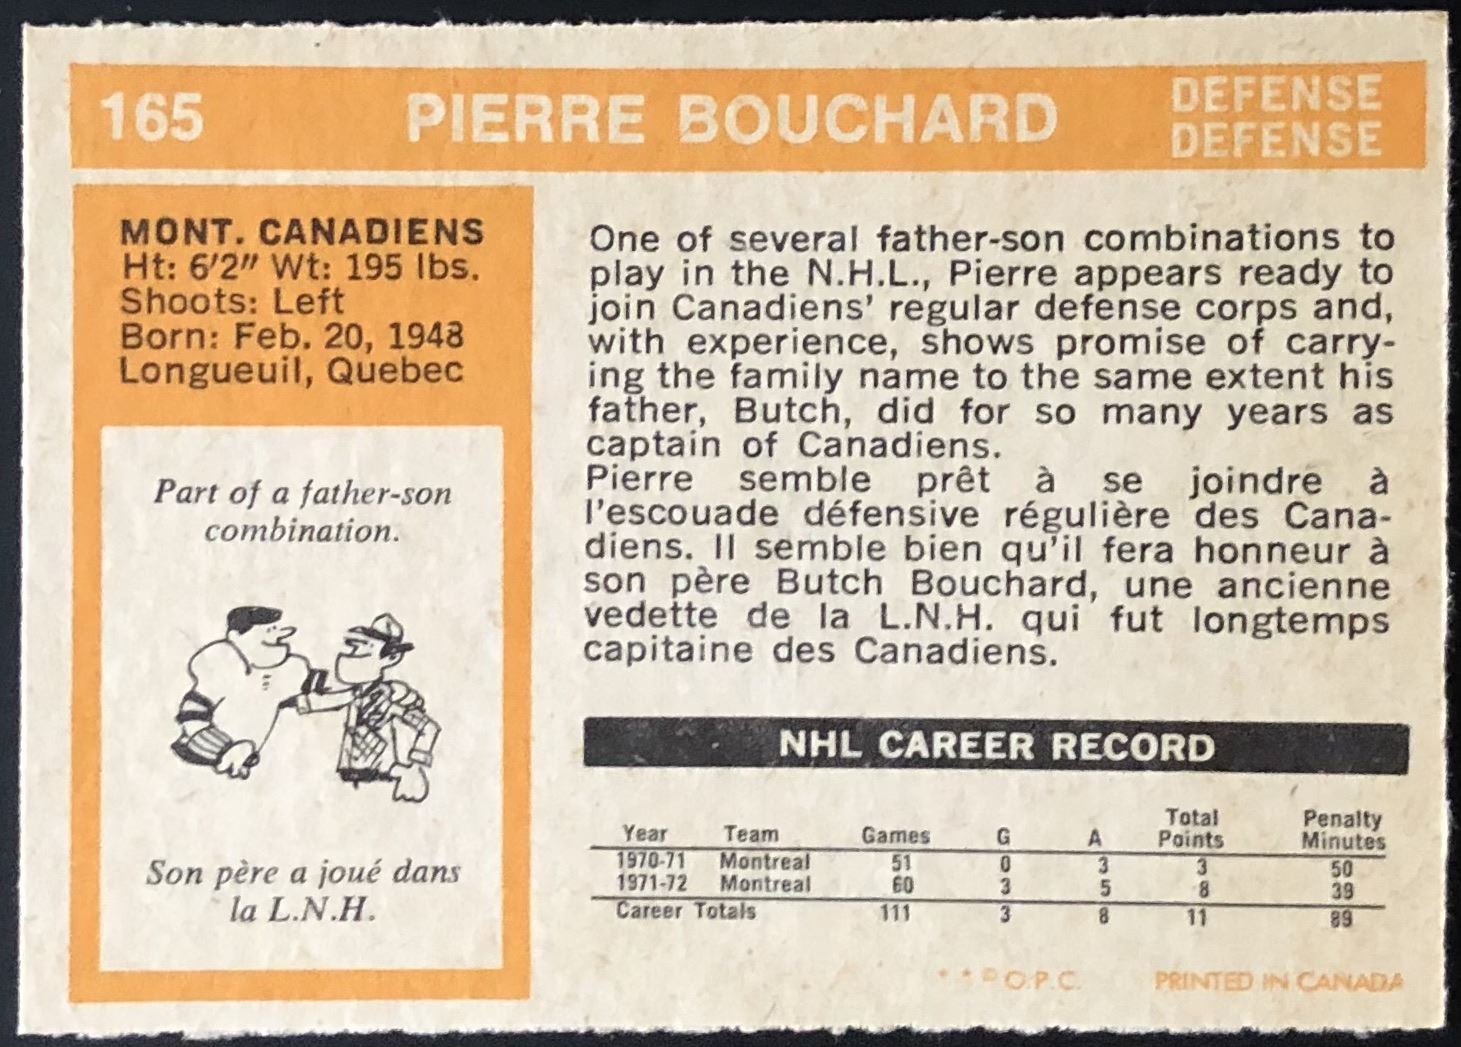 165
PIERRE BOUCHARD
DEFENSE
DEFENSE
MONT. CANADIENS
Ht: 6'2" Wt: 195 lbs.
Shoots: Left
Born: Feb. 20, 1948
Longueuil, Quebec
Part of a father-son
combination.
Son père a joué dans
la L.N.H.
One of several father-son combinations to
play in the N.H.L., Pierre appears ready to
join Canadiens' regular defense corps and,
with experience, shows promise of carry-
ing the family name to the same extent his
father, Butch, did for so many years as
captain of Canadiens.
Pierre semble prêt à se joindre à
l'escouade défensive régulière des Cana-
diens. Il semble bien qu'il fera honneur à
son père Butch Bouchard, une ancienne
vedette de la L.N.H. qui fut longtemps
capitaine des Canadiens.
NHL CAREER RECORD
Year Team Games G A Total Points Penalty Minutes
1970-71 Montreal 51 0 3 3 50
1971-72 Montreal 60 3 5 8 39
Career Totals 111 3 8 11 89
* * © O.P.C. PRINTED IN CANADA